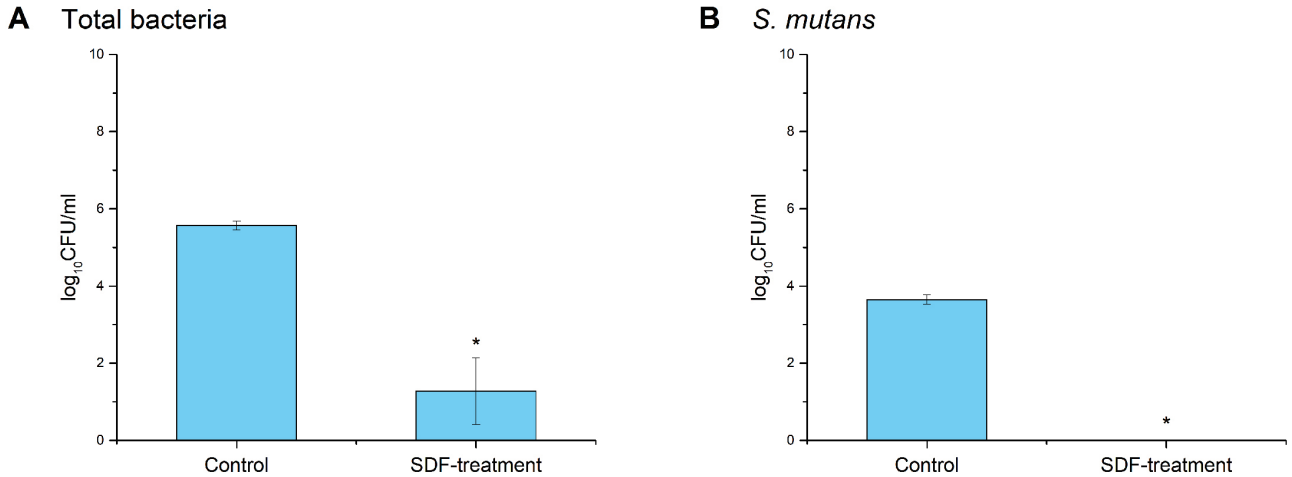 A Total bacteria
10
8
6
4
2
0
log10CFU/ml
*
Control
SDF-treatment
B S. mutans
10
8
6
4
2
0
log10CFU/ml
*
Control
SDF-treatment